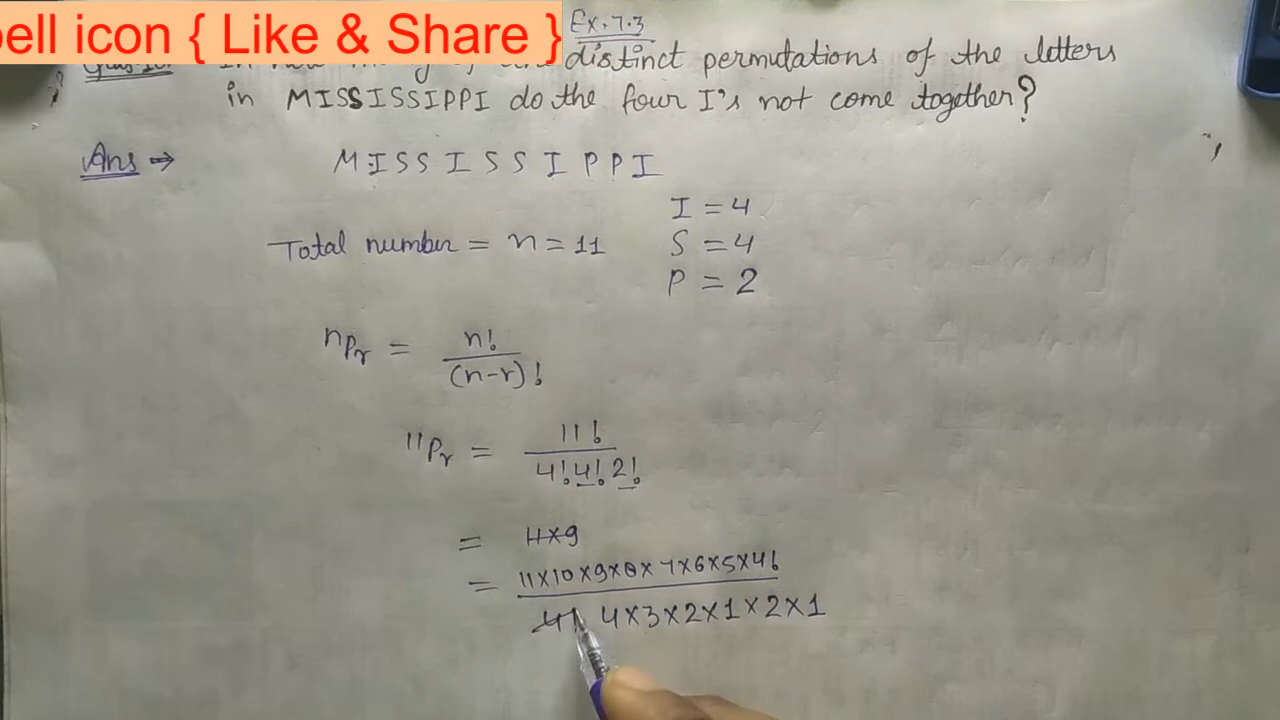 bell icon { Like & Share }
Ex. 7.3
distinct permutations of the letters
in MISSISSIPPI do the four I's not come together?
Ans ⇒ M I S S I S S I P P I
I = 4
Total number = n = 11 S = 4
P = 2
nPr = n! / (n-r)!
11Pr = 11! / 4! 4! 2!
= 11×9
= 11×10×9×8×7×6×5×4! / 4! 4×3×2×1×2×1